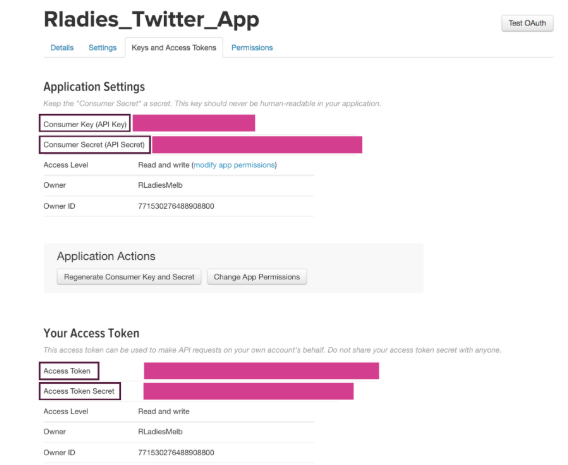 Rladies_Twitter_App
Test OAuth
Details Settings Keys and Access Tokens Permissions
Application Settings
Keep the "Consumer Secret" a secret. This key should never be human-readable in your application.
Consumer Key (API Key)
Consumer Secret (API Secret)
Access Level Read and write (modify app permissions)
Owner RLadiesMelb
Owner ID 771530276488908800
Application Actions
Regenerate Consumer Key and Secret Change App Permissions
Your Access Token
This access token can be used to make API requests on your own account's behalf. Do not share your access token secret with anyone.
Access Token
Access Token Secret
Access Level Read and write
Owner RLadiesMelb
Owner ID 771530276488908800